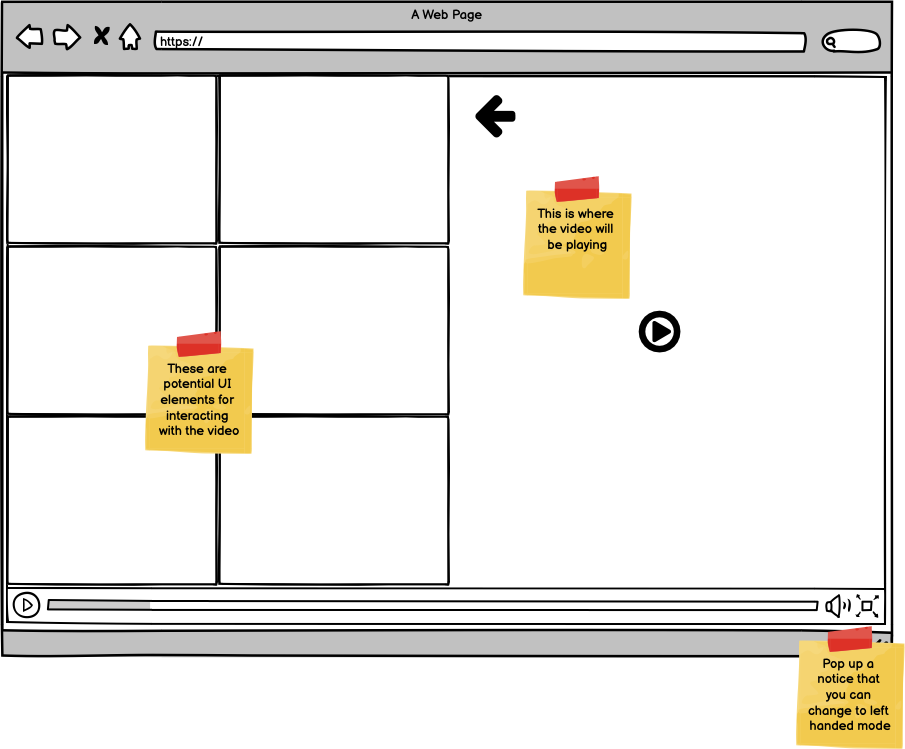 A Web Page
https://
This is where
the video will
be playing
These are
potential UI
elements for
interacting
with the video
Pop up a
notice that
you can
change to left
handed mode